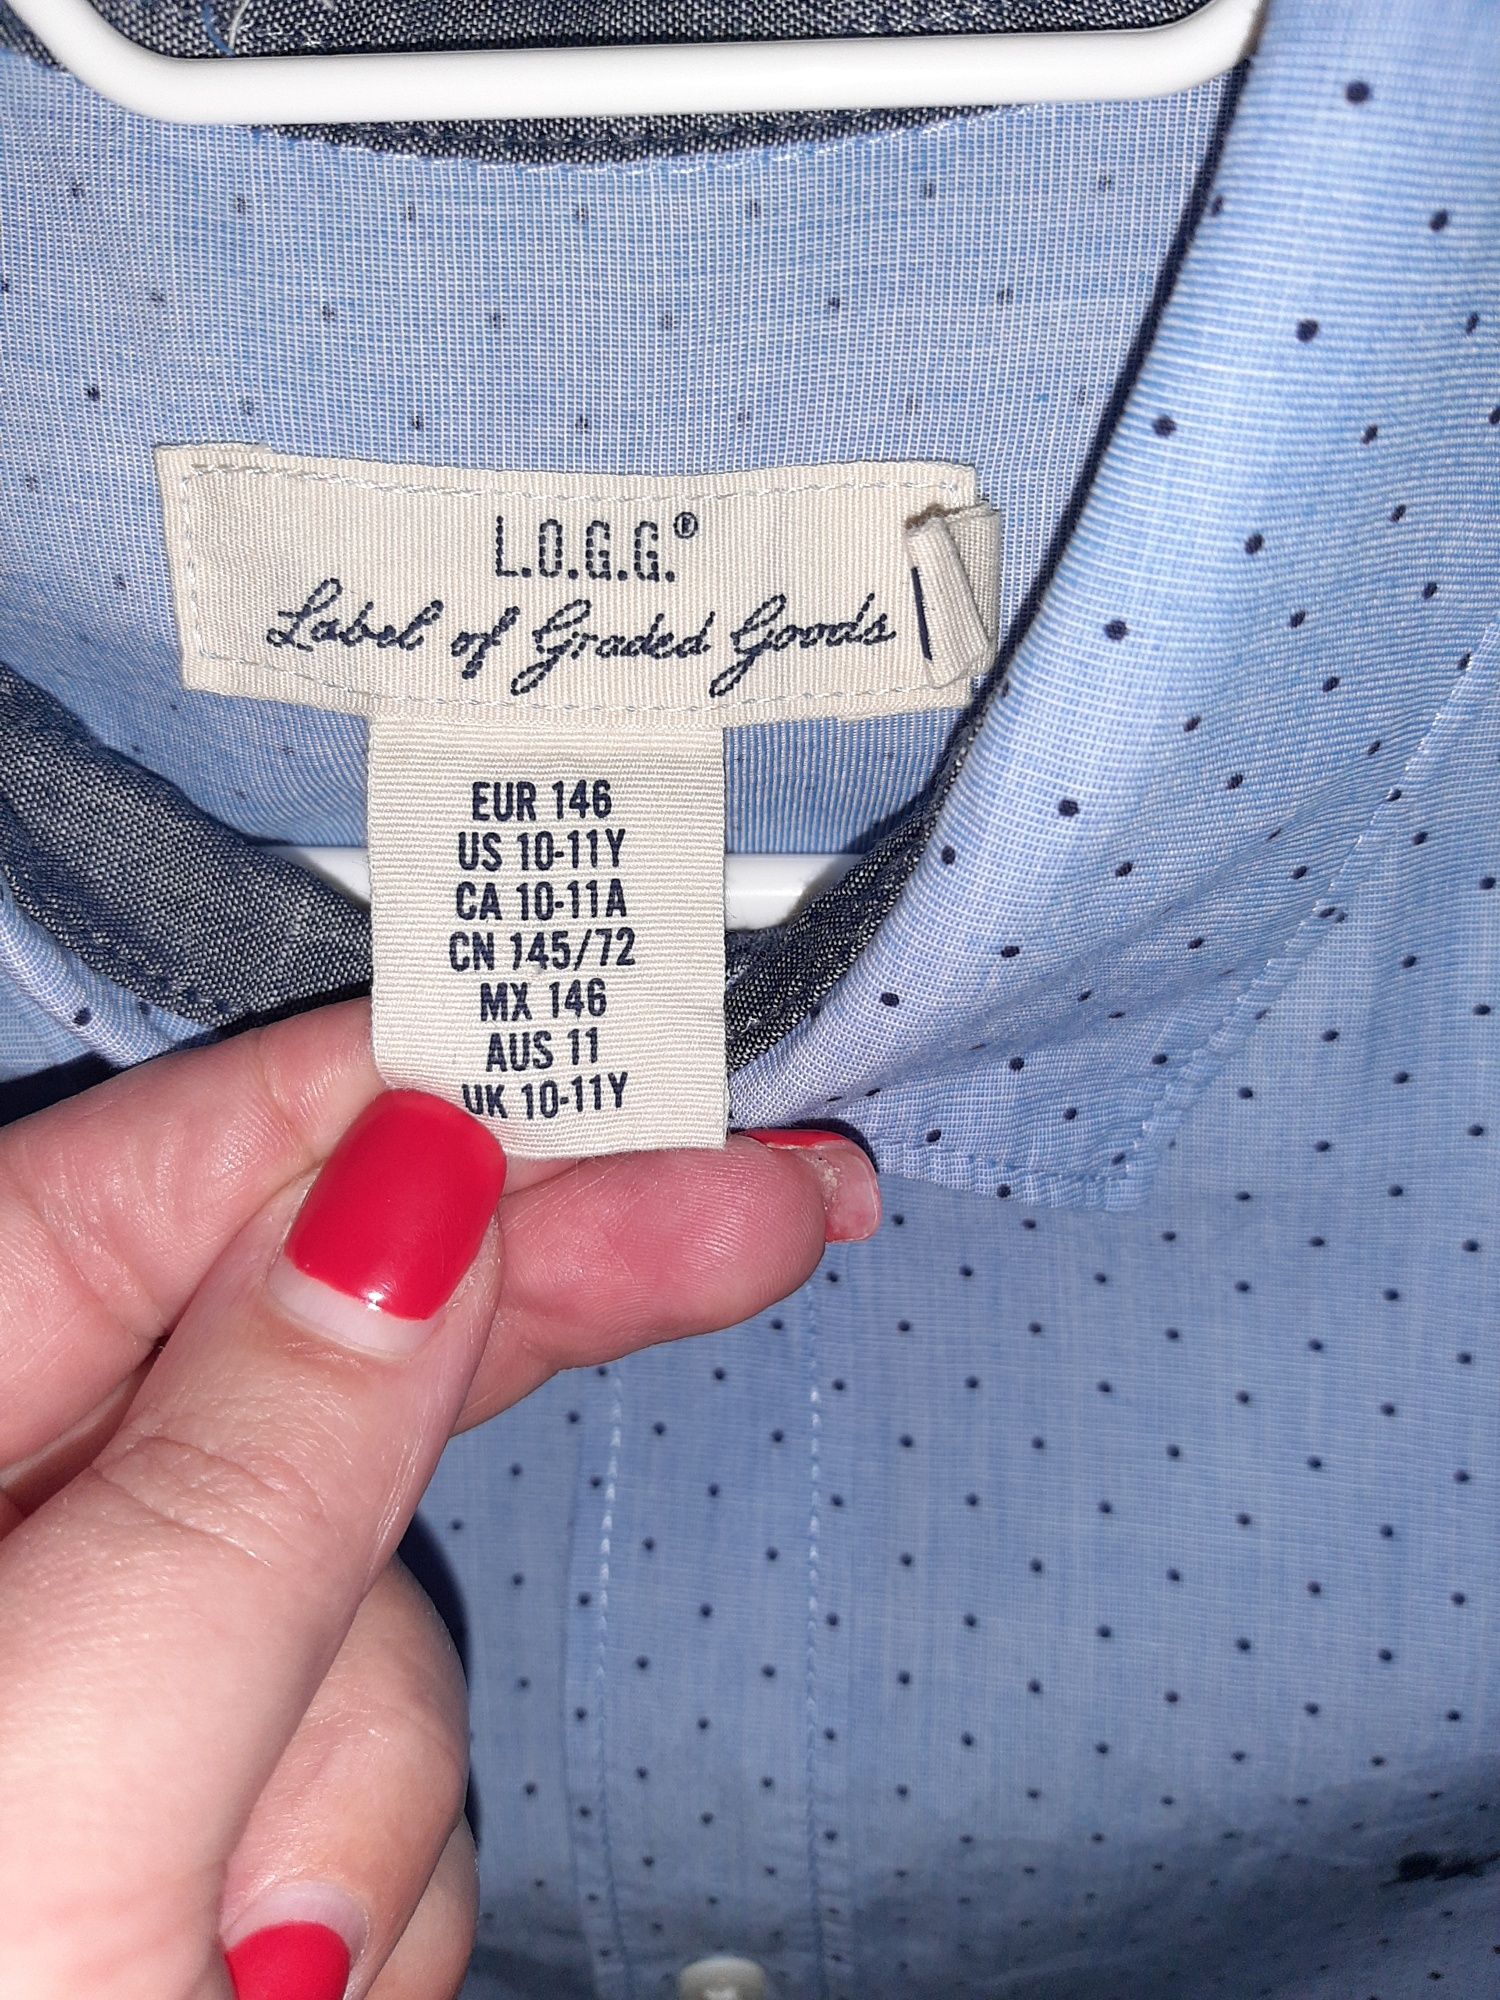 L.O.G.G.®
Label of Graded Goods
EUR 146
US 10-11Y
CA 10-11A
CN 145/72
MX 146
AUS 11
UK 10-11Y